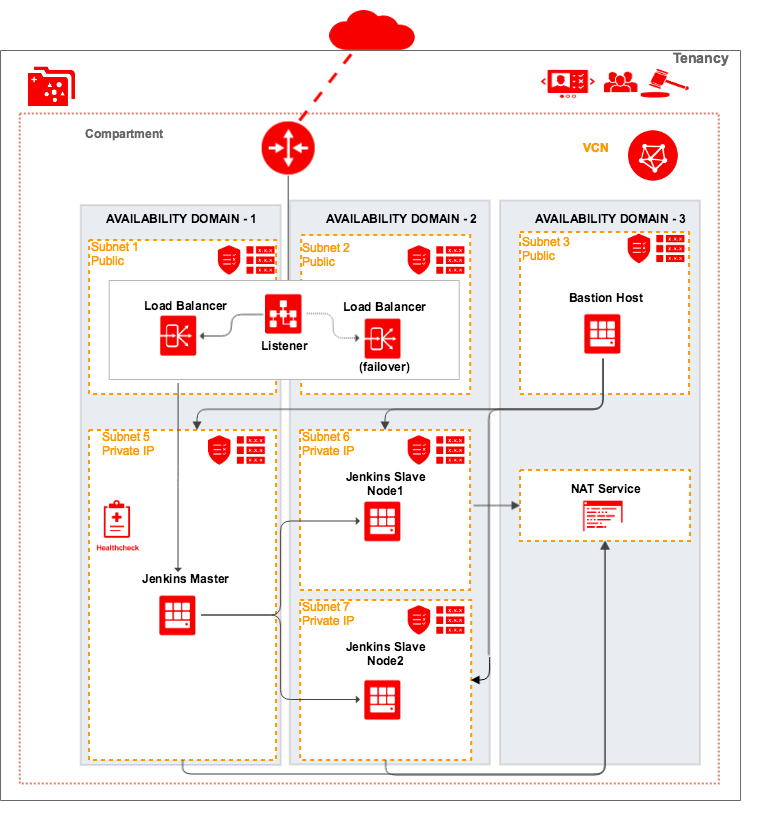 Tenancy
Compartment
VCN
AVAILABILITY DOMAIN - 1
AVAILABILITY DOMAIN - 2
AVAILABILITY DOMAIN - 3
Subnet 1
Public
Subnet 2
Public
Subnet 3
Public
Load Balancer
Listener
Load Balancer
(failover)
Bastion Host
Subnet 5
Private IP
Subnet 6
Private IP
Jenkins Slave
Node1
NAT Service
Healthcheck
Jenkins Master
Subnet 7
Private IP
Jenkins Slave
Node2